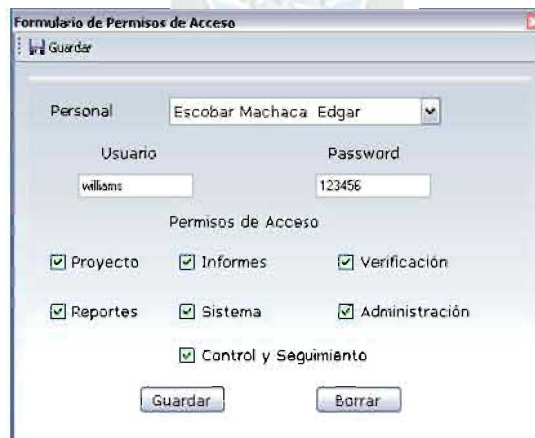 Formulario de Permisos de Acceso
Guardar
Personal Escobar Machaca Edgar
Usuario Password
williams 123456
Permisos de Acceso
Proyecto Informes Verificación
Reportes Sistema Administración
Control y Seguimiento
Guardar Borrar